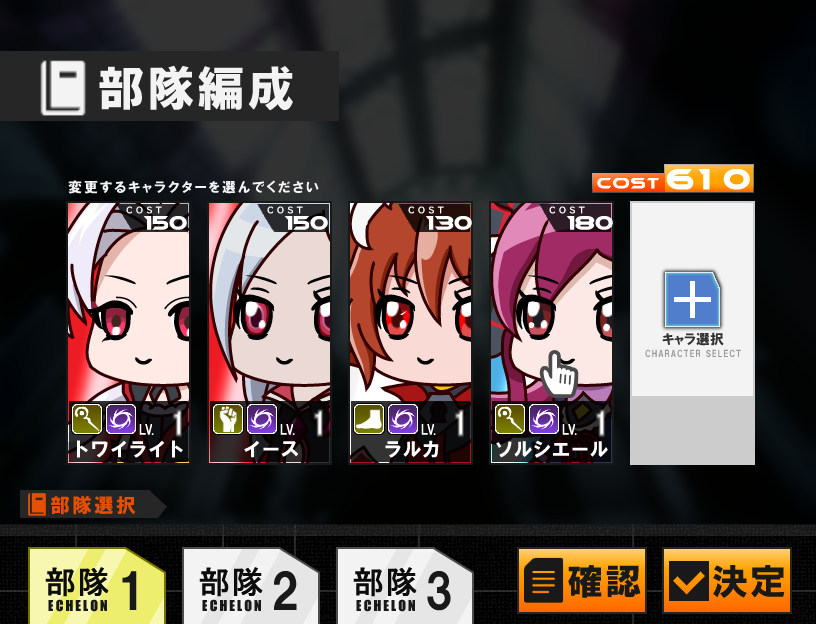 部隊編成
変更するキャラクターを選んでください
COST 610
COST 150
COST 150
COST 130
COST 180
キャラ選択
CHARACTER SELECT
LV. 1
LV. 1
LV. 1
LV. 1
トワイライト
イース
ラルカ
ソルシエール
部隊選択
部隊 ECHELON 1
部隊 ECHELON 2
部隊 ECHELON 3
確認
決定